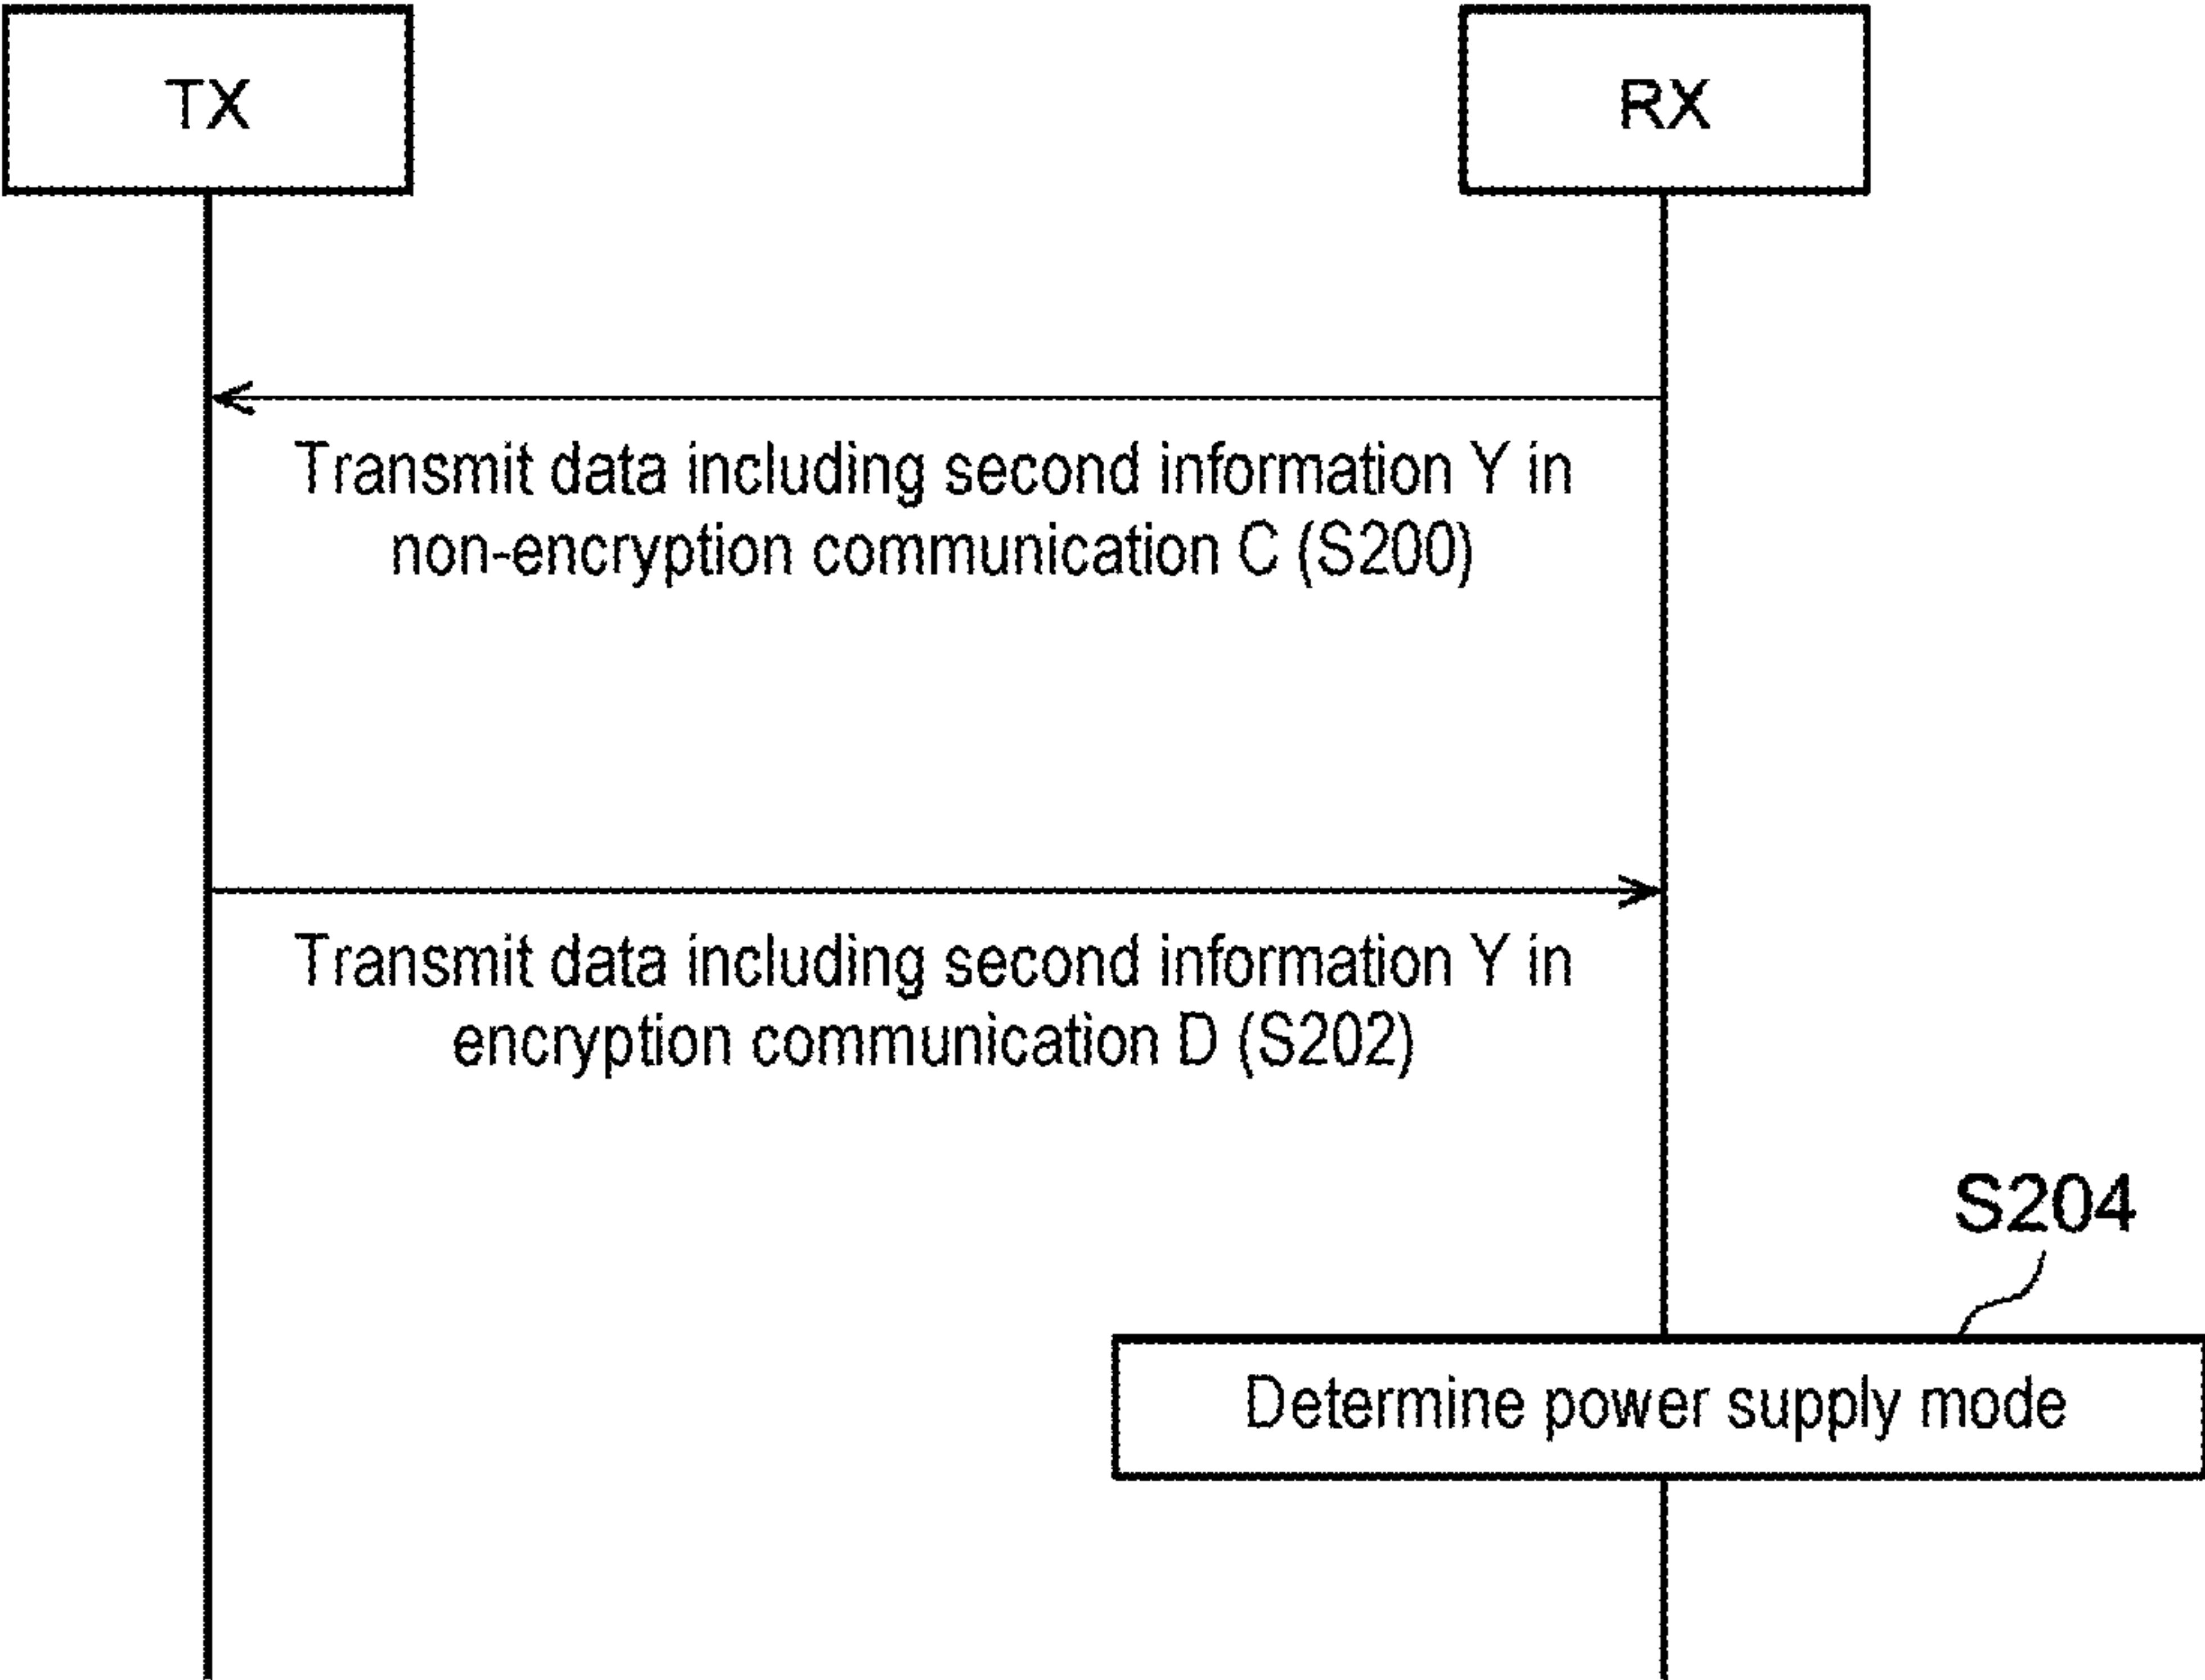 TX
RX
Transmit data including second information Y in
non-encryption communication C (S200)
Transmit data including second information Y in
encryption communication D (S202)
S204
Determine power supply mode